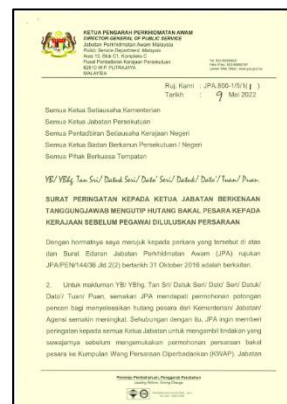 KETUA PENGARAH PERKHIDMATAN AWAM
DIRECTOR-GENERAL OF PUBLIC SERVICE
Jabatan Perkhidmatan Awam Malaysia
Public Service Department Malaysia
Aras 13, Blok C1, Kompleks C
Pusat Pentadbiran Kerajaan Persekutuan
62510 W.P. PUTRAJAYA
MALAYSIA
Ruj. Kami : JPA.800-1/5/1( )
Tarikh : 9 Mei 2022
Semua Ketua Setiausaha Kementerian
Semua Ketua Jabatan Persekutuan
Semua Pentadbiran Setiausaha Kerajaan Negeri
Semua Ketua Badan Berkanun Persekutuan / Negeri
Semua Pihak Berkuasa Tempatan
YB/ YBhg. Tan Sri/ Datuk Seri/ Dato' Seri/ Datuk/ Dato'/ Tuan/ Puan,
SURAT PERINGATAN KEPADA KETUA JABATAN BERKENAAN
TANGGUNGJAWAB MENGUTIP HUTANG BAKAL PESARA KEPADA
KERAJAAN SEBELUM PEGAWAI DILULUSKAN PERSARAAN
Dengan hormatnya saya merujuk kepada perkara yang tersebut di atas
dan Surat Edaran Jabatan Perkhidmatan Awam (JPA) rujukan
JPA/PEN/144/36 Jld.2(2) bertarikh 31 Oktober 2016 adalah berkaitan.
2. Untuk makluman YB/ YBhg. Tan Sri/ Datuk Seri/ Dato' Seri/ Datuk/
Dato'/ Tuan/ Puan, semakan JPA mendapati permohonan potongan
pencen bagi menyelesaikan hutang pesara dari Kementerian/ Jabatan/
Agensi semakin meningkat. Sehubungan dengan itu, JPA ingin memberi
peringatan kepada semua Ketua Jabatan untuk mengambil tindakan yang
sewajarnya sebelum mengemukakan permohonan persaraan bakal
pesara ke Kumpulan Wang Persaraan Diperbadankan (KWAP). Jabatan